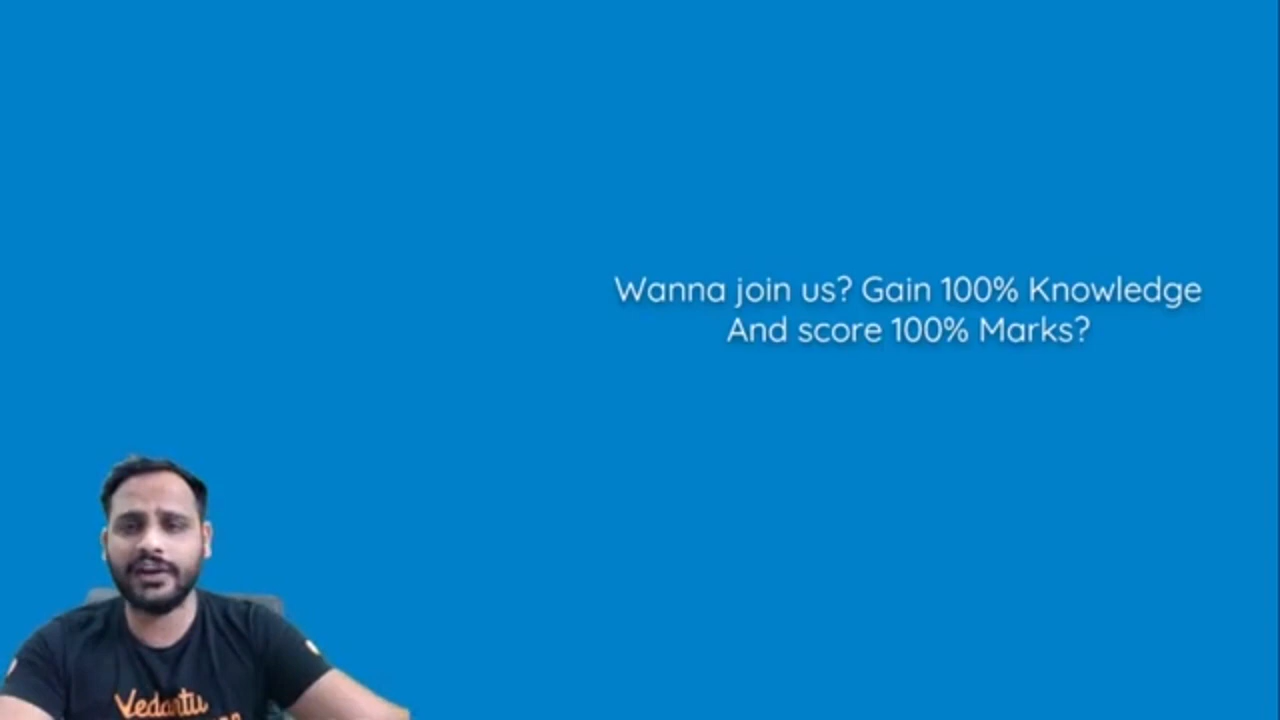 Wanna join us? Gain 100% Knowledge
And score 100% Marks?
Vedantu